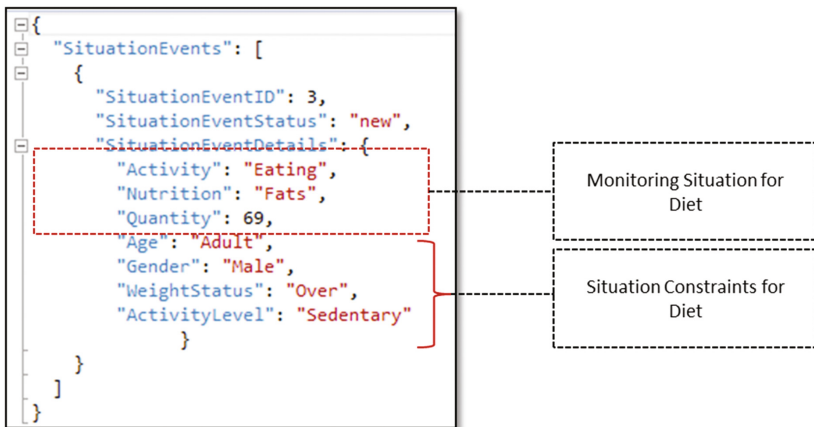 {
"SituationEvents": [
{
"SituationEventID": 3,
"SituationEventStatus": "new",
"SituationEventDetails": {
"Activity": "Eating",
"Nutrition": "Fats",
"Quantity": 69,
"Age": "Adult",
"Gender": "Male",
"WeightStatus": "Over",
"ActivityLevel": "Sedentary"
}
}
]
}
Monitoring Situation for
Diet
Situation Constraints for
Diet